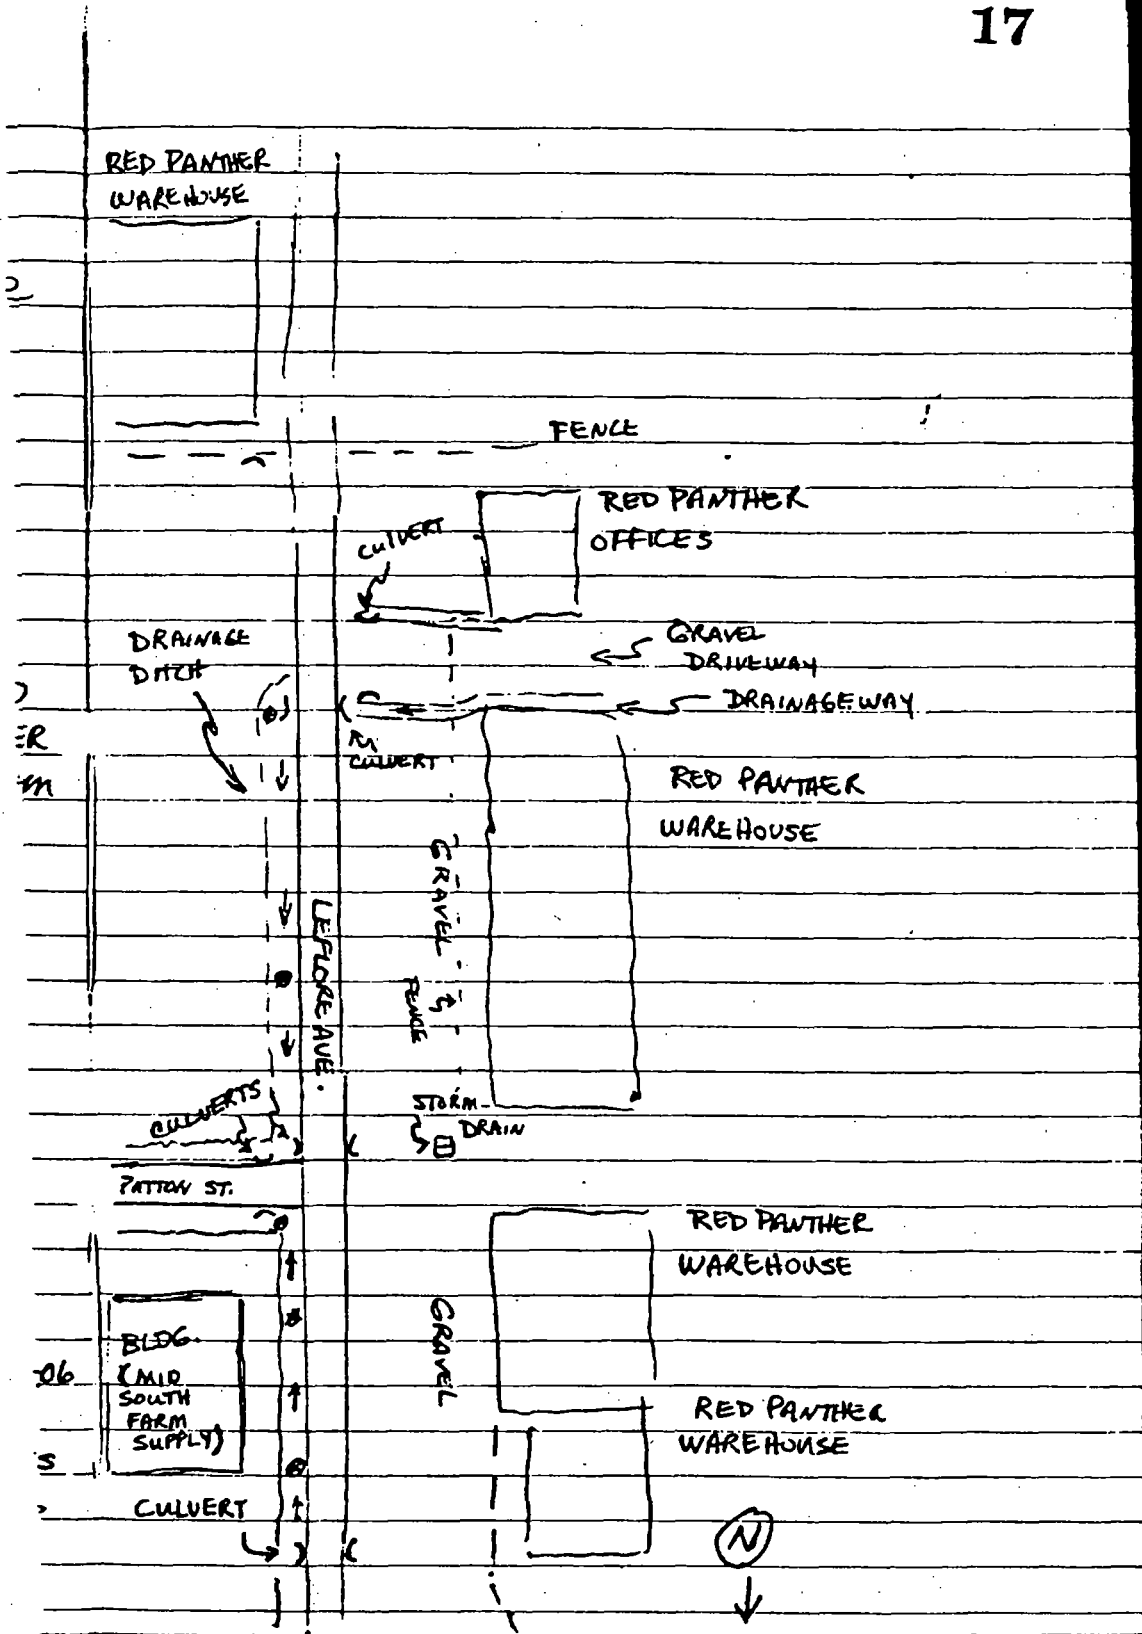 17
RED PANTHER
WAREHOUSE
FENCE
RED PANTHER
OFFICES
CULVERT
DRAINAGE
DITCH
GRAVEL
DRIVEWAY
DRAINAGEWAY
CULVERT
ER
RED PANTHER
WAREHOUSE
GRAVEL
LEFLORE AVE.
FENCE
CULVERTS
STORM
DRAIN
PATTON ST.
RED PANTHER
WAREHOUSE
BLDG.
(MID
SOUTH
FARM
SUPPLY)
06
GRAVEL
RED PANTHER
WAREHOUSE
S
CULVERT
N